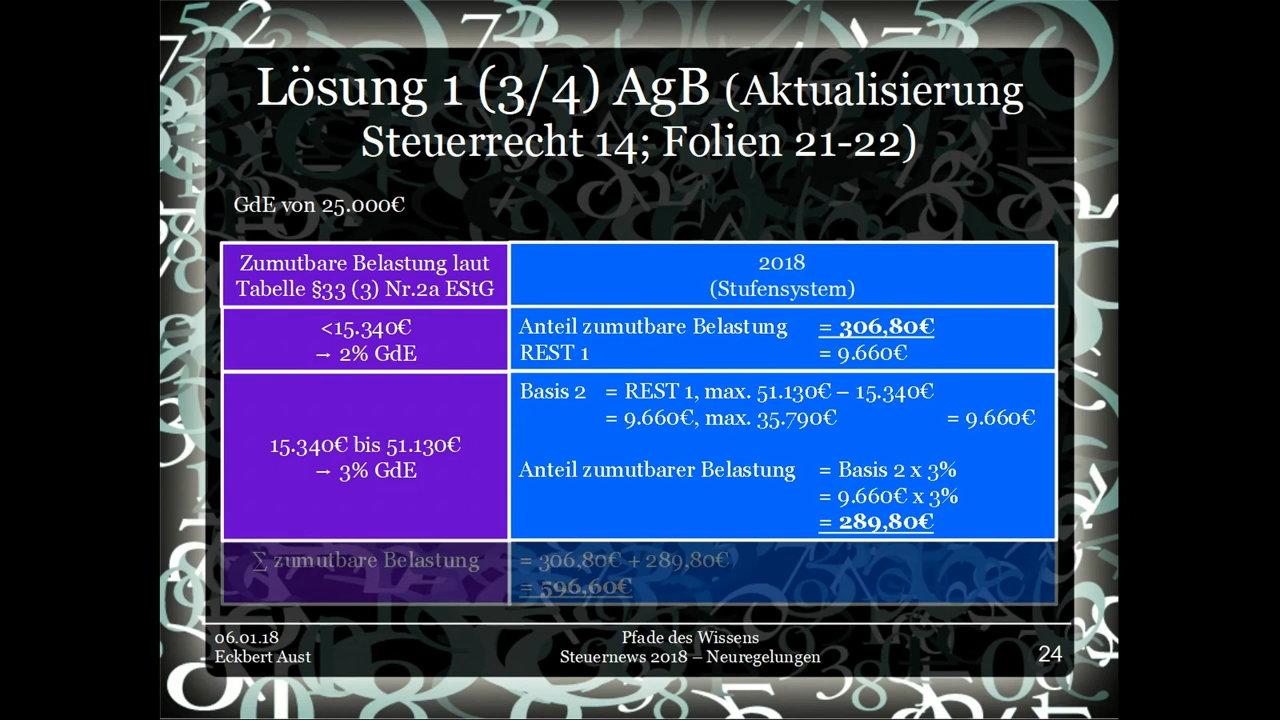 Lösung 1 (3/4) AgB (Aktualisierung
Steuerrecht 14; Folien 21-22)
GdE von 25.000€
Zumutbare Belastung laut
Tabelle §33 (3) Nr.2a EStG
2018
(Stufensystem)
<15.340€
→ 2% GdE
Anteil zumutbare Belastung = 306,80€
REST 1 = 9.660€
15.340€ bis 51.130€
→ 3% GdE
Basis 2 = REST 1, max. 51.130€ – 15.340€
= 9.660€, max. 35.790€ = 9.660€
Anteil zumutbarer Belastung = Basis 2 x 3%
= 9.660€ x 3%
= 289,80€
∑ zumutbare Belastung
= 306,80€ + 289,80€
= 596,60€
06.01.18
Eckbert Aust
Pfade des Wissens
Steuernews 2018 – Neuregelungen
24